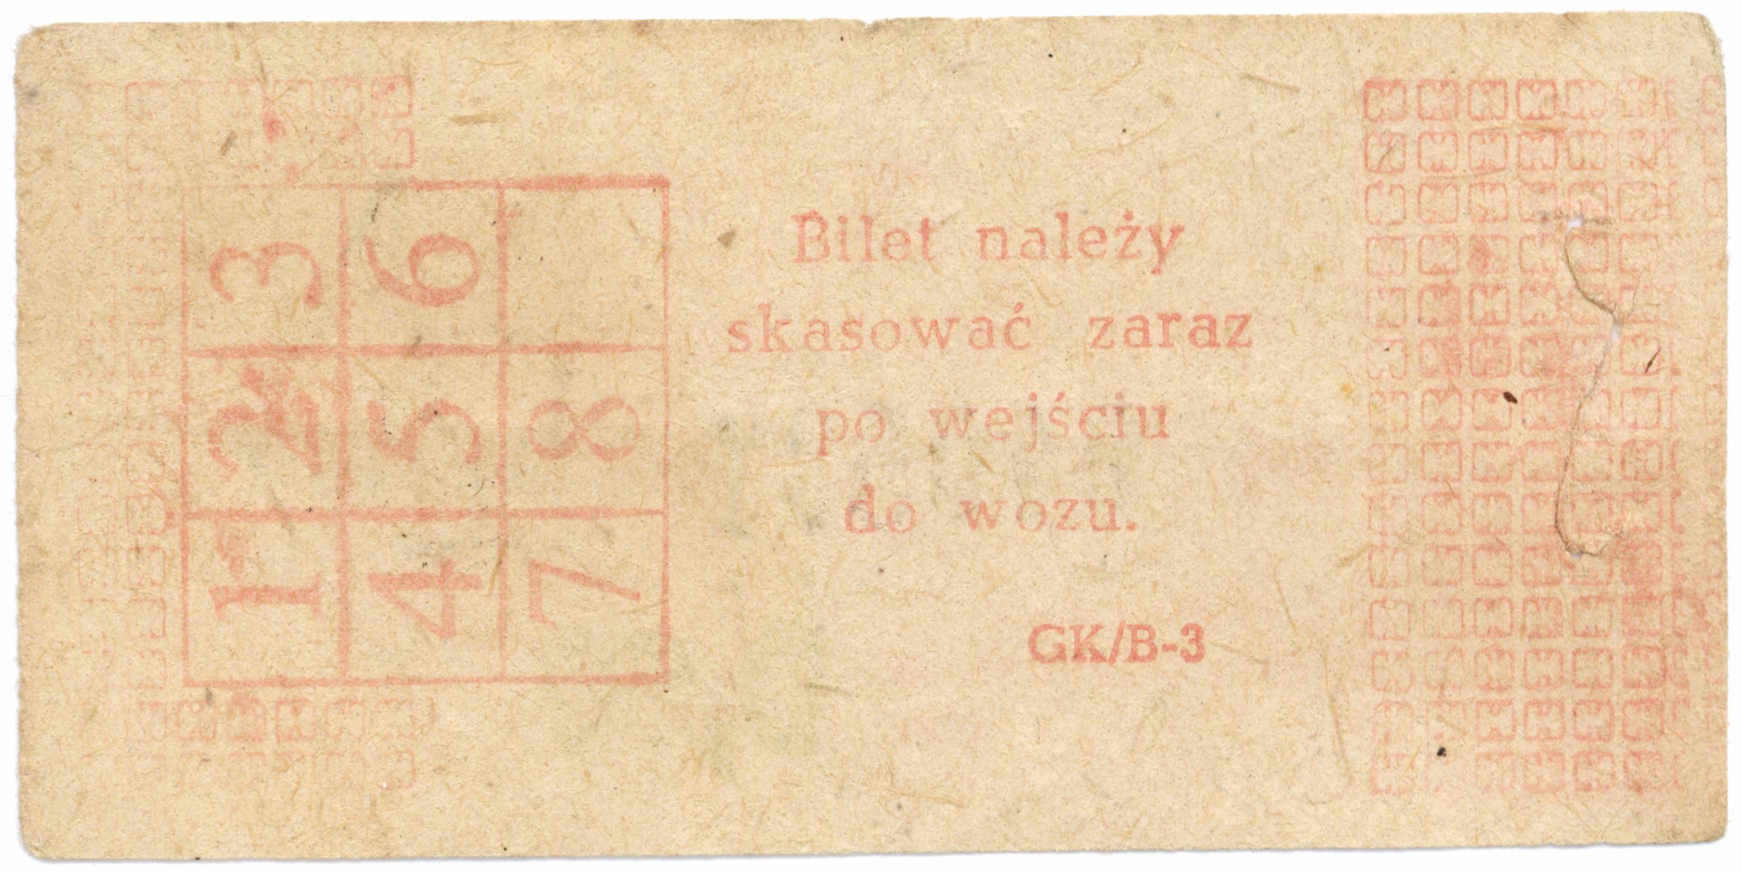 3 6
2 5 8
1 4 7
Bilet należy
skasować zaraz
po wejściu
do wozu.
GK/B-3